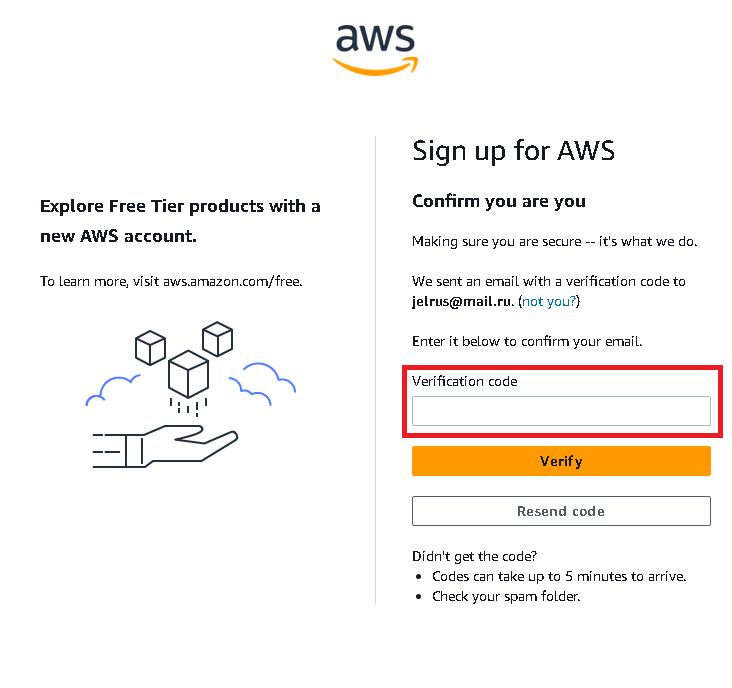 aws
Explore Free Tier products with a
new AWS account.
To learn more, visit aws.amazon.com/free.
Sign up for AWS
Confirm you are you
Making sure you are secure -- it's what we do.
We sent an email with a verification code to
jelrus@mail.ru. (not you?)
Enter it below to confirm your email.
Verification code
Verify
Resend code
Didn't get the code?
• Codes can take up to 5 minutes to arrive.
• Check your spam folder.